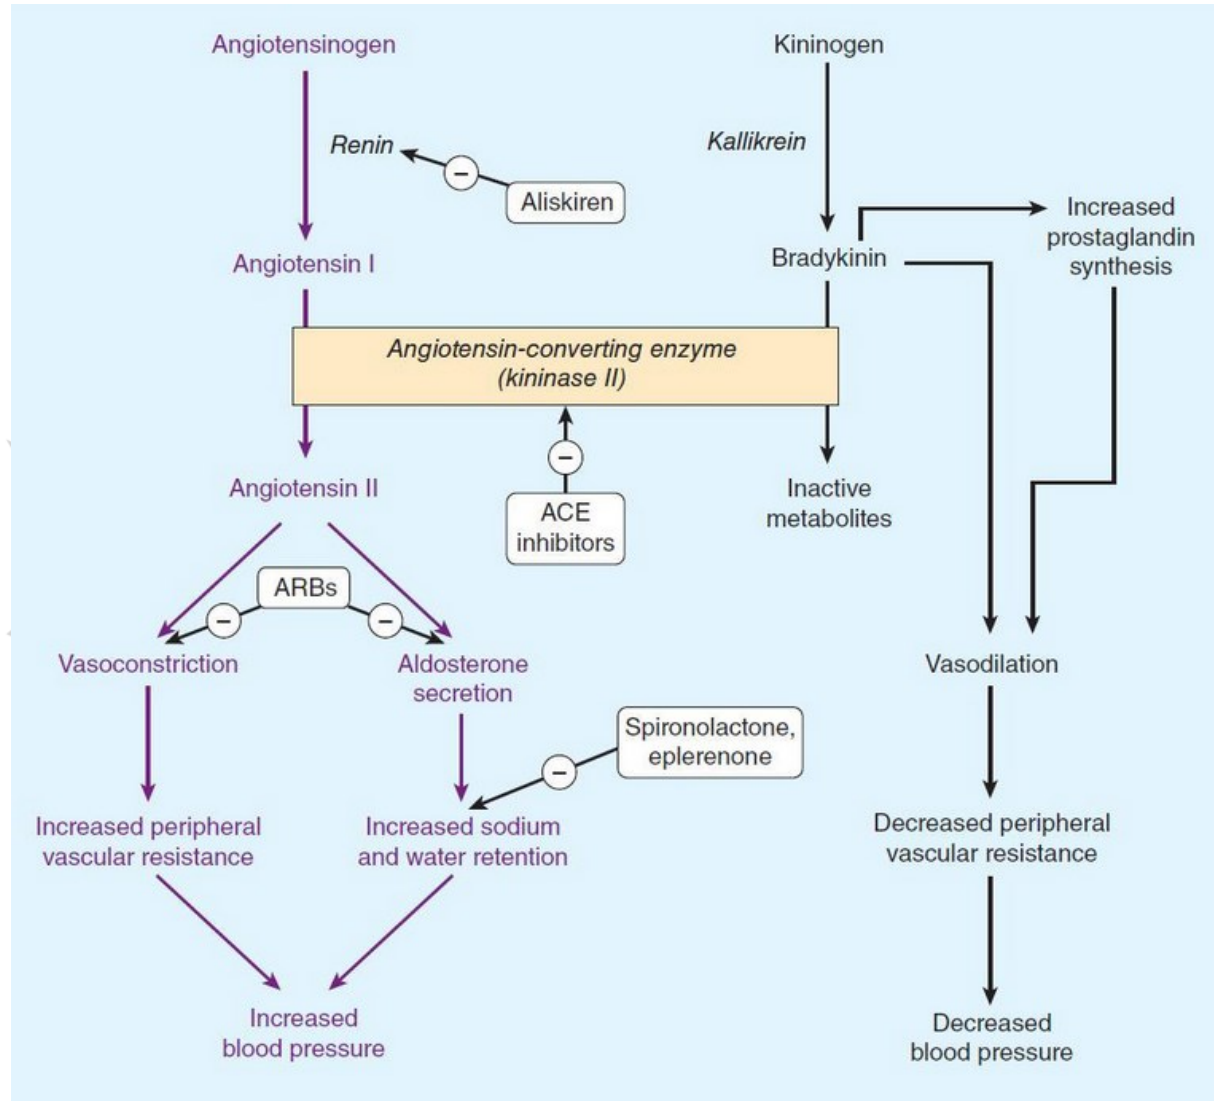 Angiotensinogen
Kininogen
Renin
–
Aliskiren
Kallikrein
Increased
prostaglandin
synthesis
Angiotensin I
Bradykinin
Angiotensin-converting enzyme
(kininase II)
–
ACE
inhibitors
Angiotensin II
Inactive
metabolites
ARBs
–
–
Vasoconstriction
Aldosterone
secretion
Vasodilation
Spironolactone,
eplerenone
–
Increased peripheral
vascular resistance
Increased sodium
and water retention
Decreased peripheral
vascular resistance
Increased
blood pressure
Decreased
blood pressure